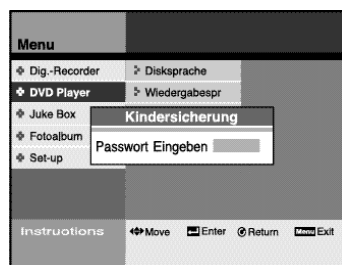 Menu
Dig.-Recorder
Disksprache
DVD Player
Wiedergabespr
Juke Box
Kindersicherung
Fotoalbum
Passwort Eingeben
Set-up
Instructions
Move Enter Return Menu Exit